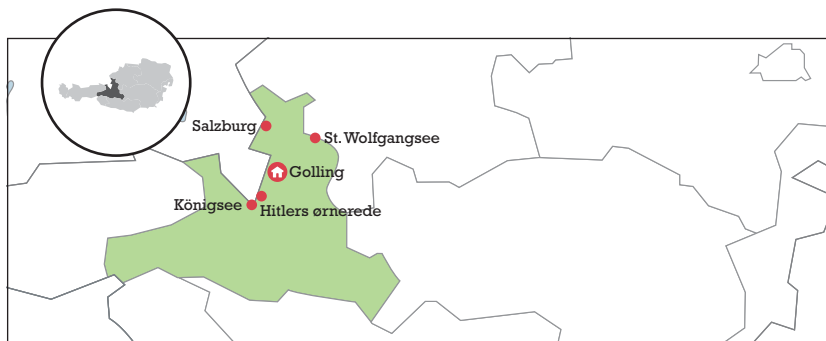 Salzburg
St. Wolfgangsee
Golling
Königsee
Hitlers ørnerede